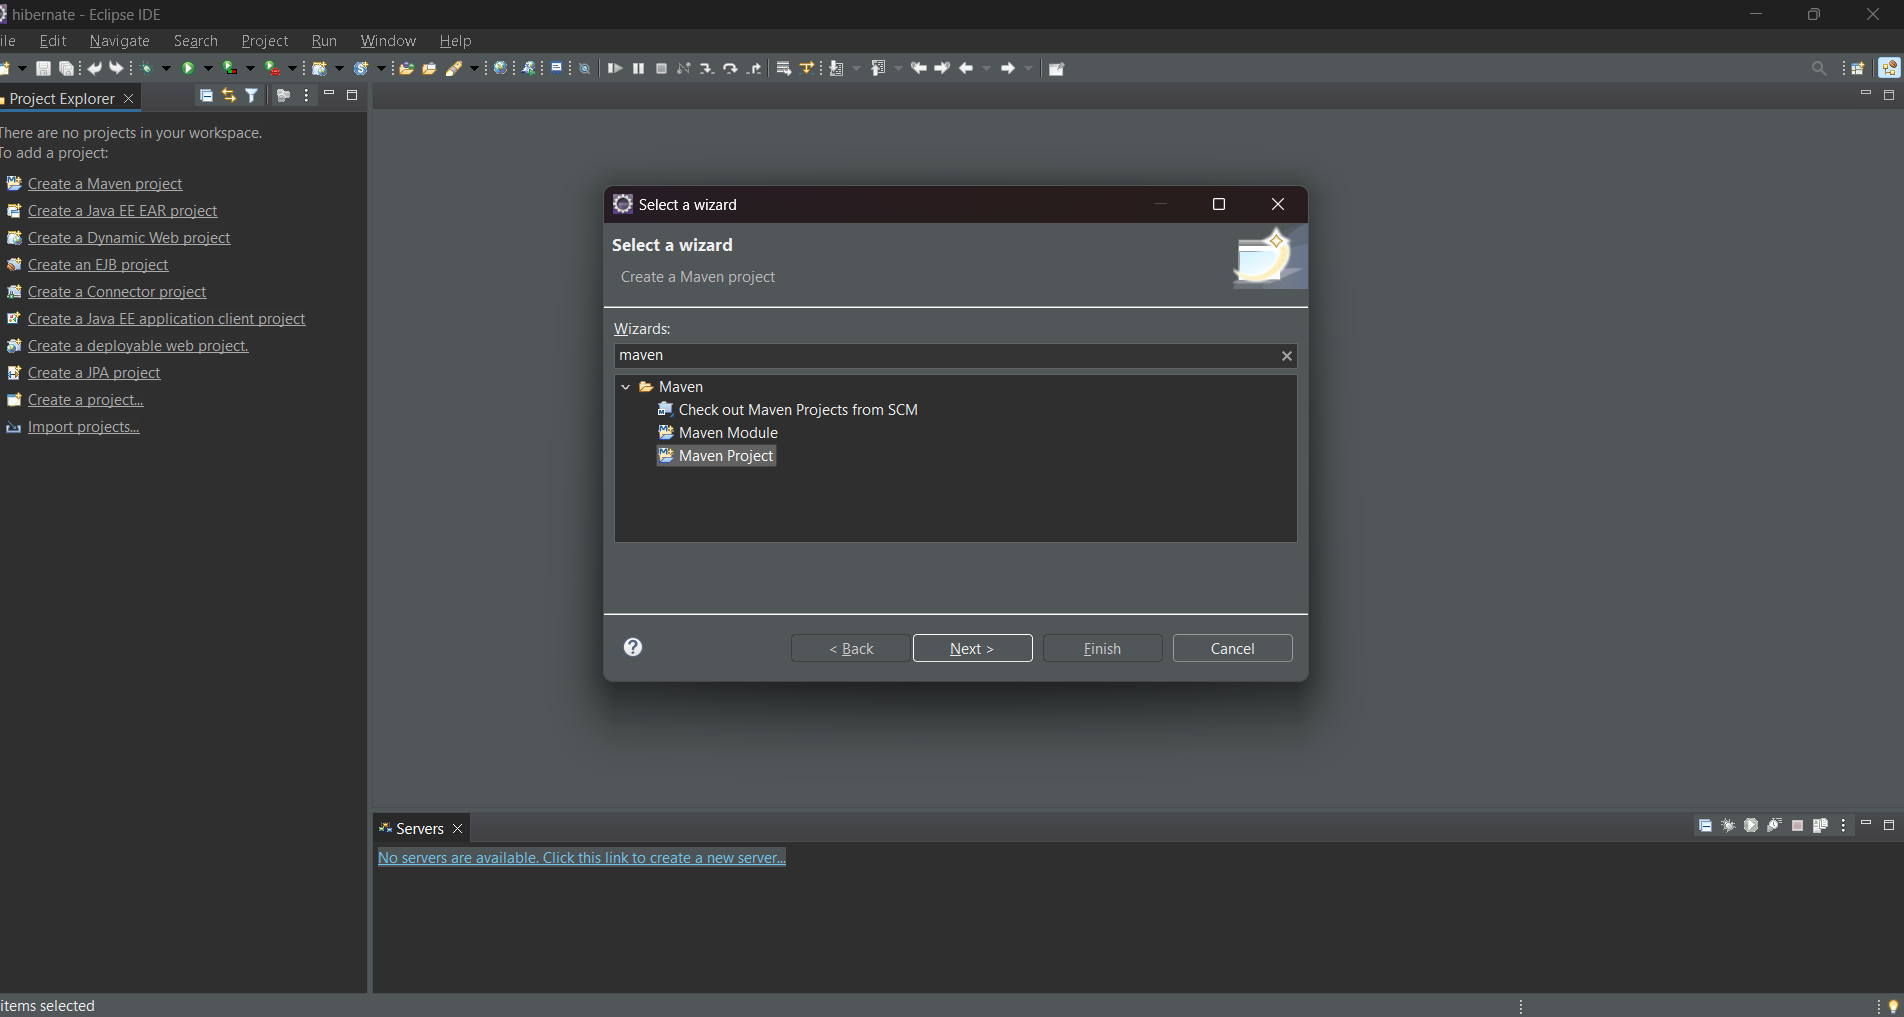 hibernate - Eclipse IDE
ile Edit Navigate Search Project Run Window Help
Project Explorer
There are no projects in your workspace.
To add a project:
Create a Maven project
Create a Java EE EAR project
Create a Dynamic Web project
Create an EJB project
Create a Connector project
Create a Java EE application client project
Create a deployable web project.
Create a JPA project
Create a project...
Import projects...
Select a wizard
Select a wizard
Create a Maven project
Wizards:
maven
Maven
Check out Maven Projects from SCM
Maven Module
Maven Project
< Back Next > Finish Cancel
Servers
No servers are available. Click this link to create a new server...
items selected